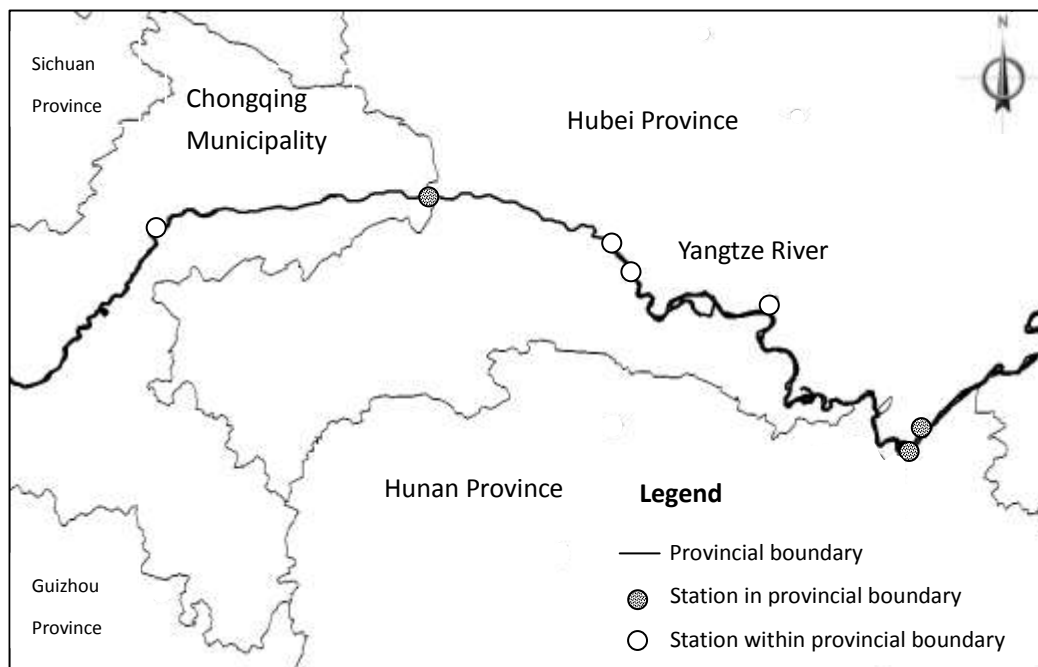 N
Sichuan
Province
Chongqing
Municipality
Hubei Province
Yangtze River
Hunan Province
Legend
Provincial boundary
Station in provincial boundary
Station within provincial boundary
Guizhou
Province